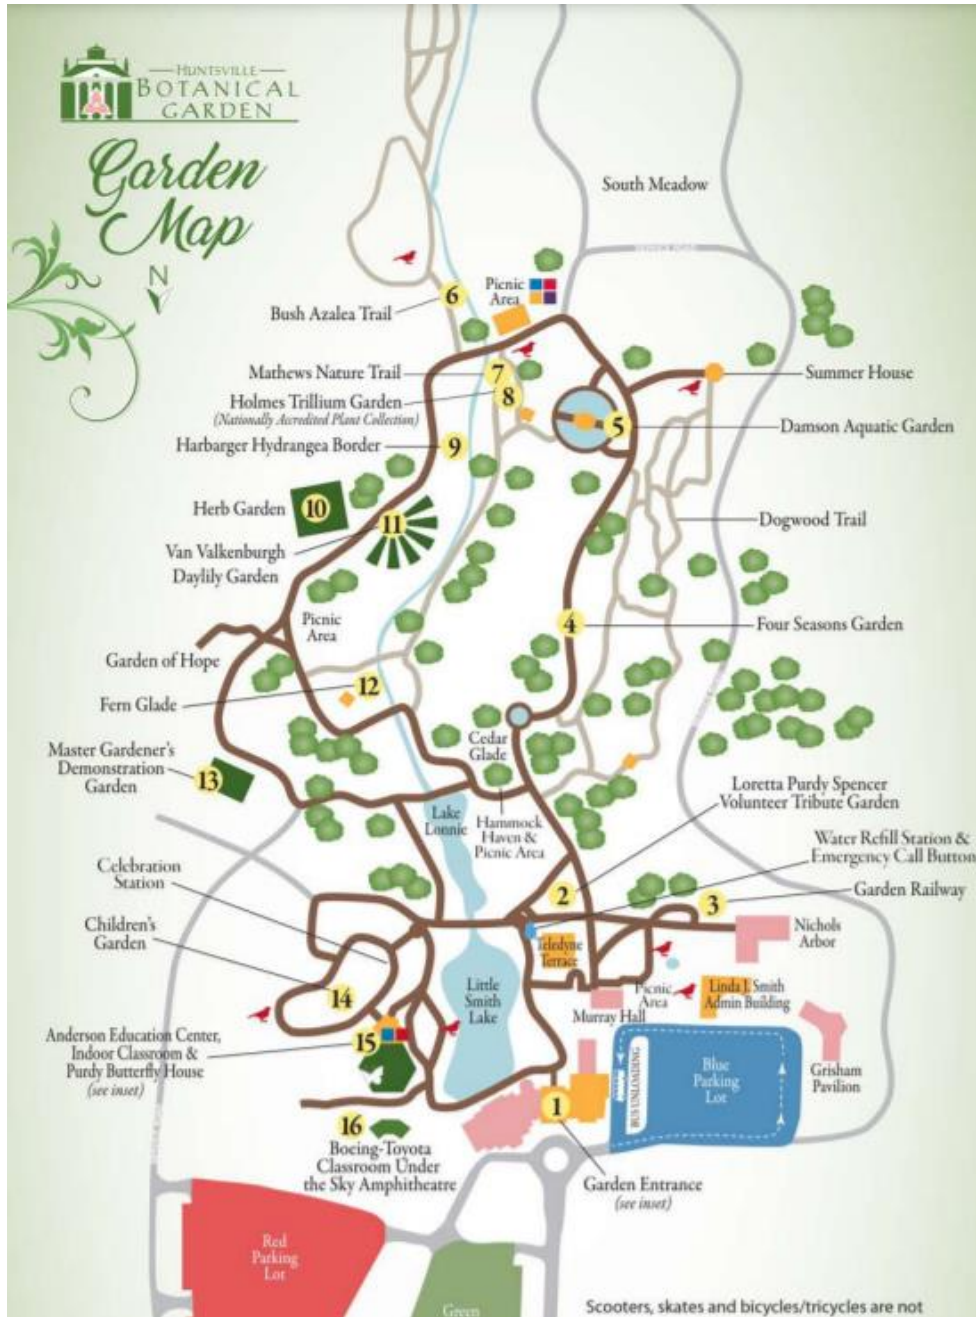 HUNTSVILLE
BOTANICAL
GARDEN
Garden
Map
N
South Meadow
Picnic
Area
6
Bush Azalea Trail
Mathews Nature Trail
7
Summer House
Holmes Trillium Garden
8
(Nationally Accredited Plant Collection)
5
Damson Aquatic Garden
Harbarger Hydrangea Border
9
Herb Garden
10
11
Dogwood Trail
Van Valkenburgh
Daylily Garden
Picnic
Area
4
Four Seasons Garden
Garden of Hope
Fern Glade
12
Cedar
Glade
Master Gardener's
Demonstration
Garden
13
Loretta Purdy Spencer
Volunteer Tribute Garden
Lake
Lonnie
Hammock
Haven &
Picnic Area
Water Refill Station &
Emergency Call Button
Celebration
Station
2
3
Garden Railway
Children's
Garden
Nichols
Arbor
Teledyne
Terrace
14
Little
Smith
Lake
Picnic
Area
Linda J. Smith
Admin Building
Murray Hall
Anderson Education Center,
Indoor Classroom &
Purdy Butterfly House
(see inset)
15
BUS UNLOADING
Blue
Parking
Lot
Grisham
Pavilion
1
16
Boeing-Toyota
Classroom Under
the Sky Amphitheatre
Garden Entrance
(see inset)
Red
Parking
Lot
Green
Scooters, skates and bicycles/tricycles are not